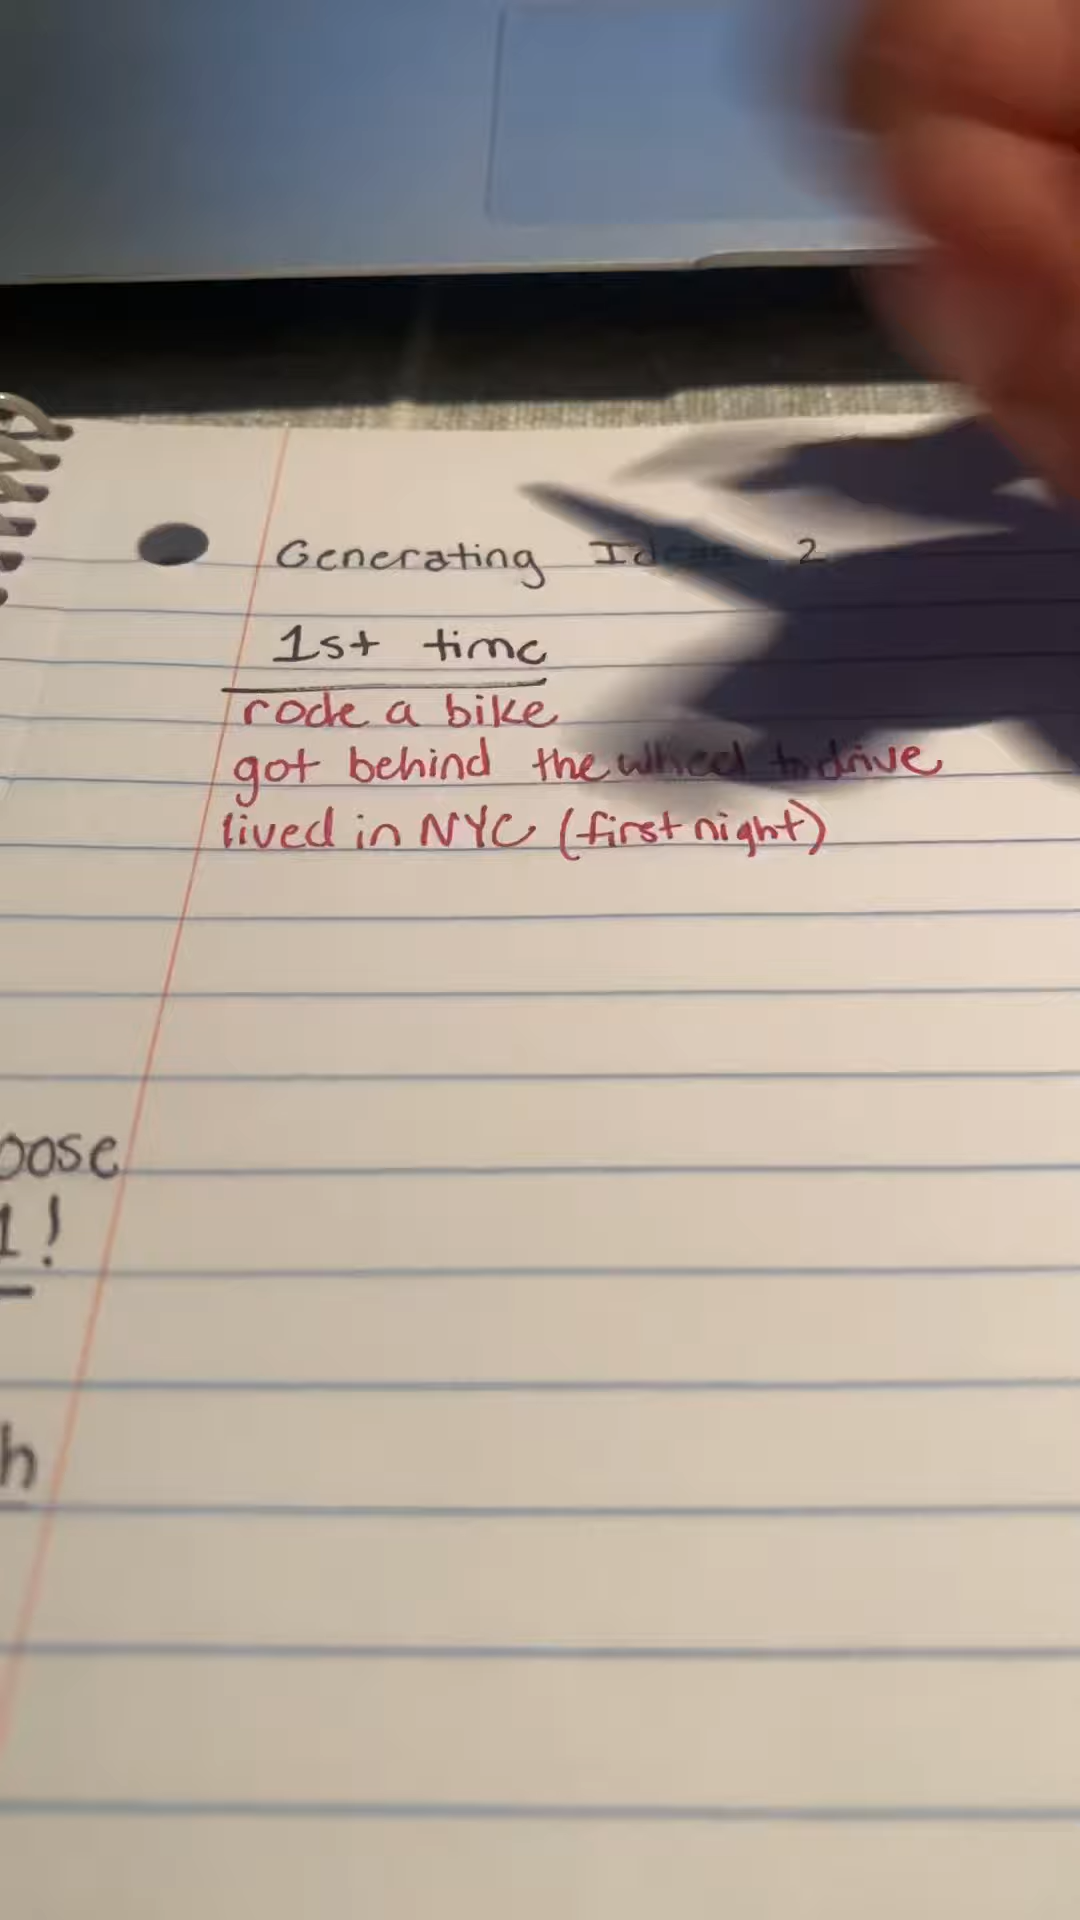 Generating Ideas 2
1st time
rode a bike
got behind the wheel to drive
lived in NYC (first night)
oose
1!
h